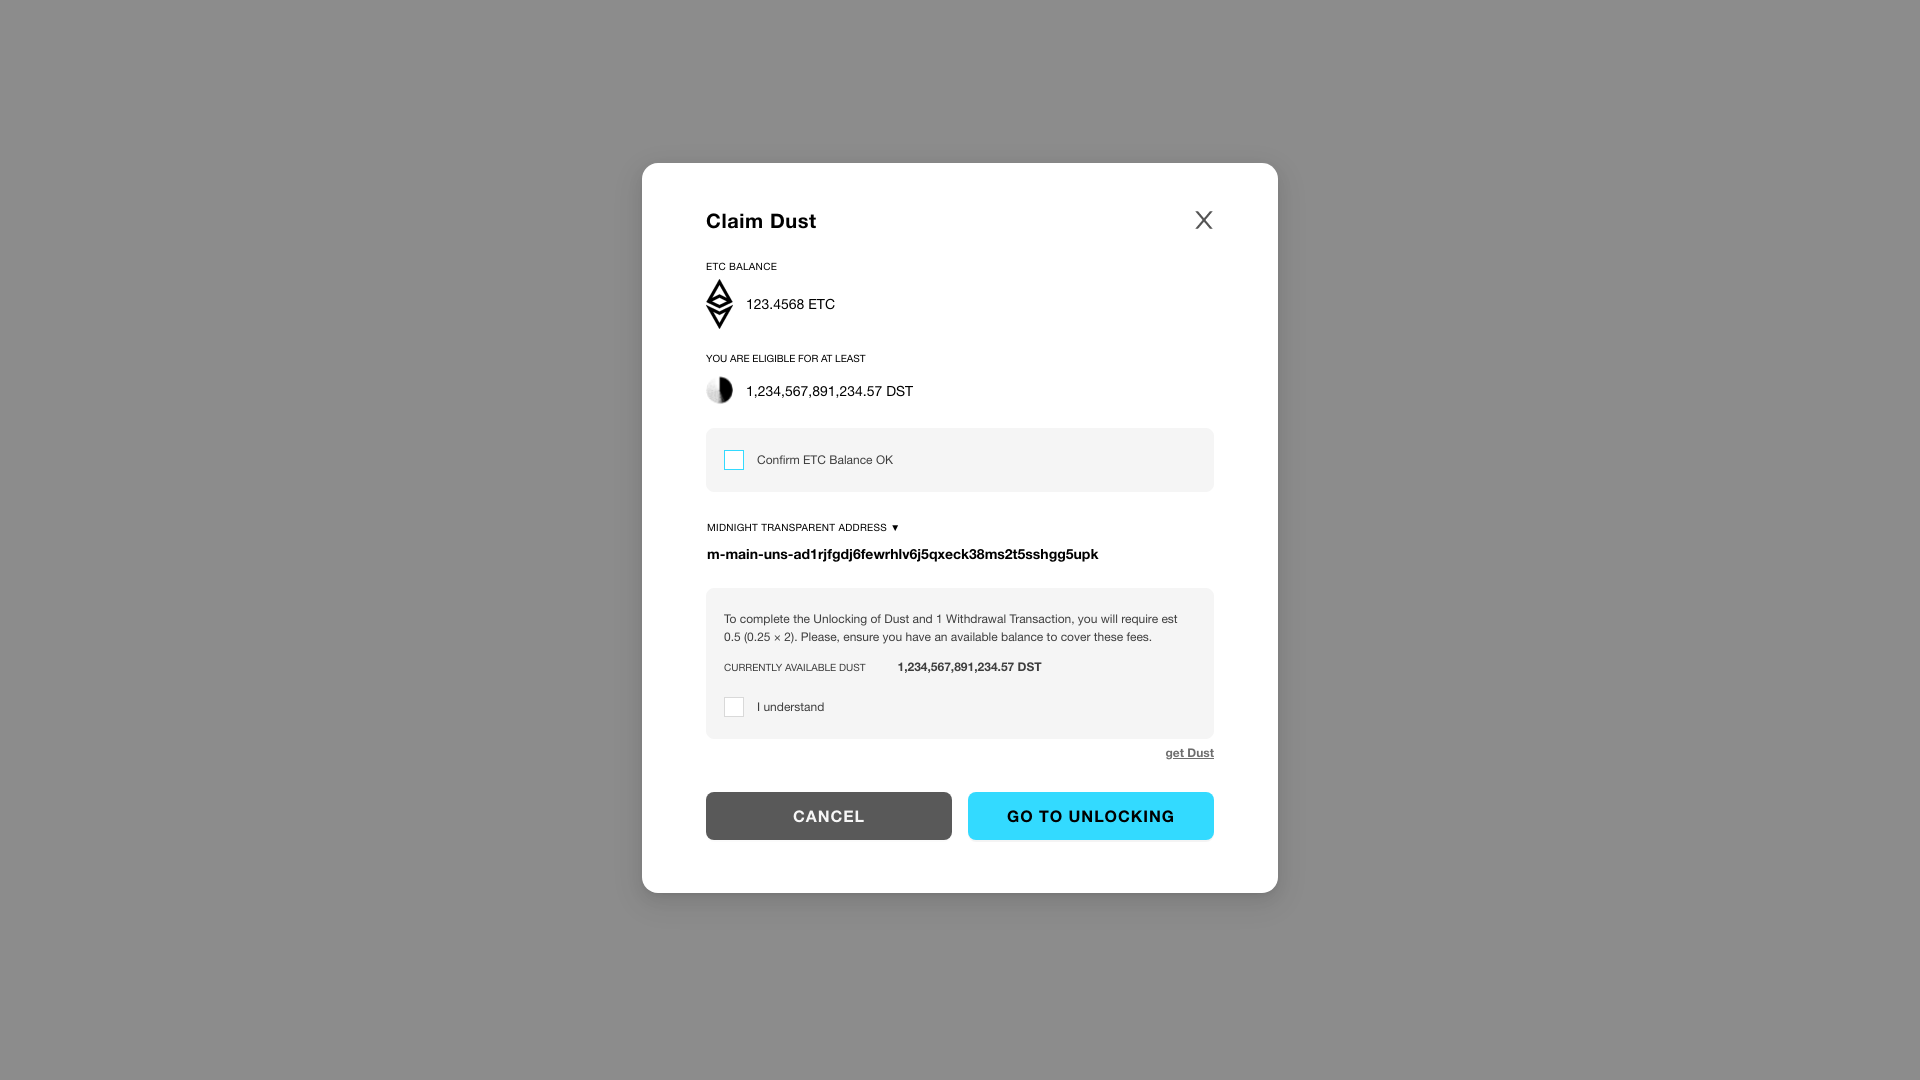 Claim Dust
X
ETC BALANCE
123.4568 ETC
YOU ARE ELIGIBLE FOR AT LEAST
1,234,567,891,234.57 DST
Confirm ETC Balance OK
MIDNIGHT TRANSPARENT ADDRESS ▼
m-main-uns-ad1rjfgdj6fewrhlv6j5qxeck38ms2t5sshgg5upk
To complete the Unlocking of Dust and 1 Withdrawal Transaction, you will require est
0.5 (0.25 × 2). Please, ensure you have an available balance to cover these fees.
CURRENTLY AVAILABLE DUST 1,234,567,891,234.57 DST
I understand
get Dust
CANCEL GO TO UNLOCKING